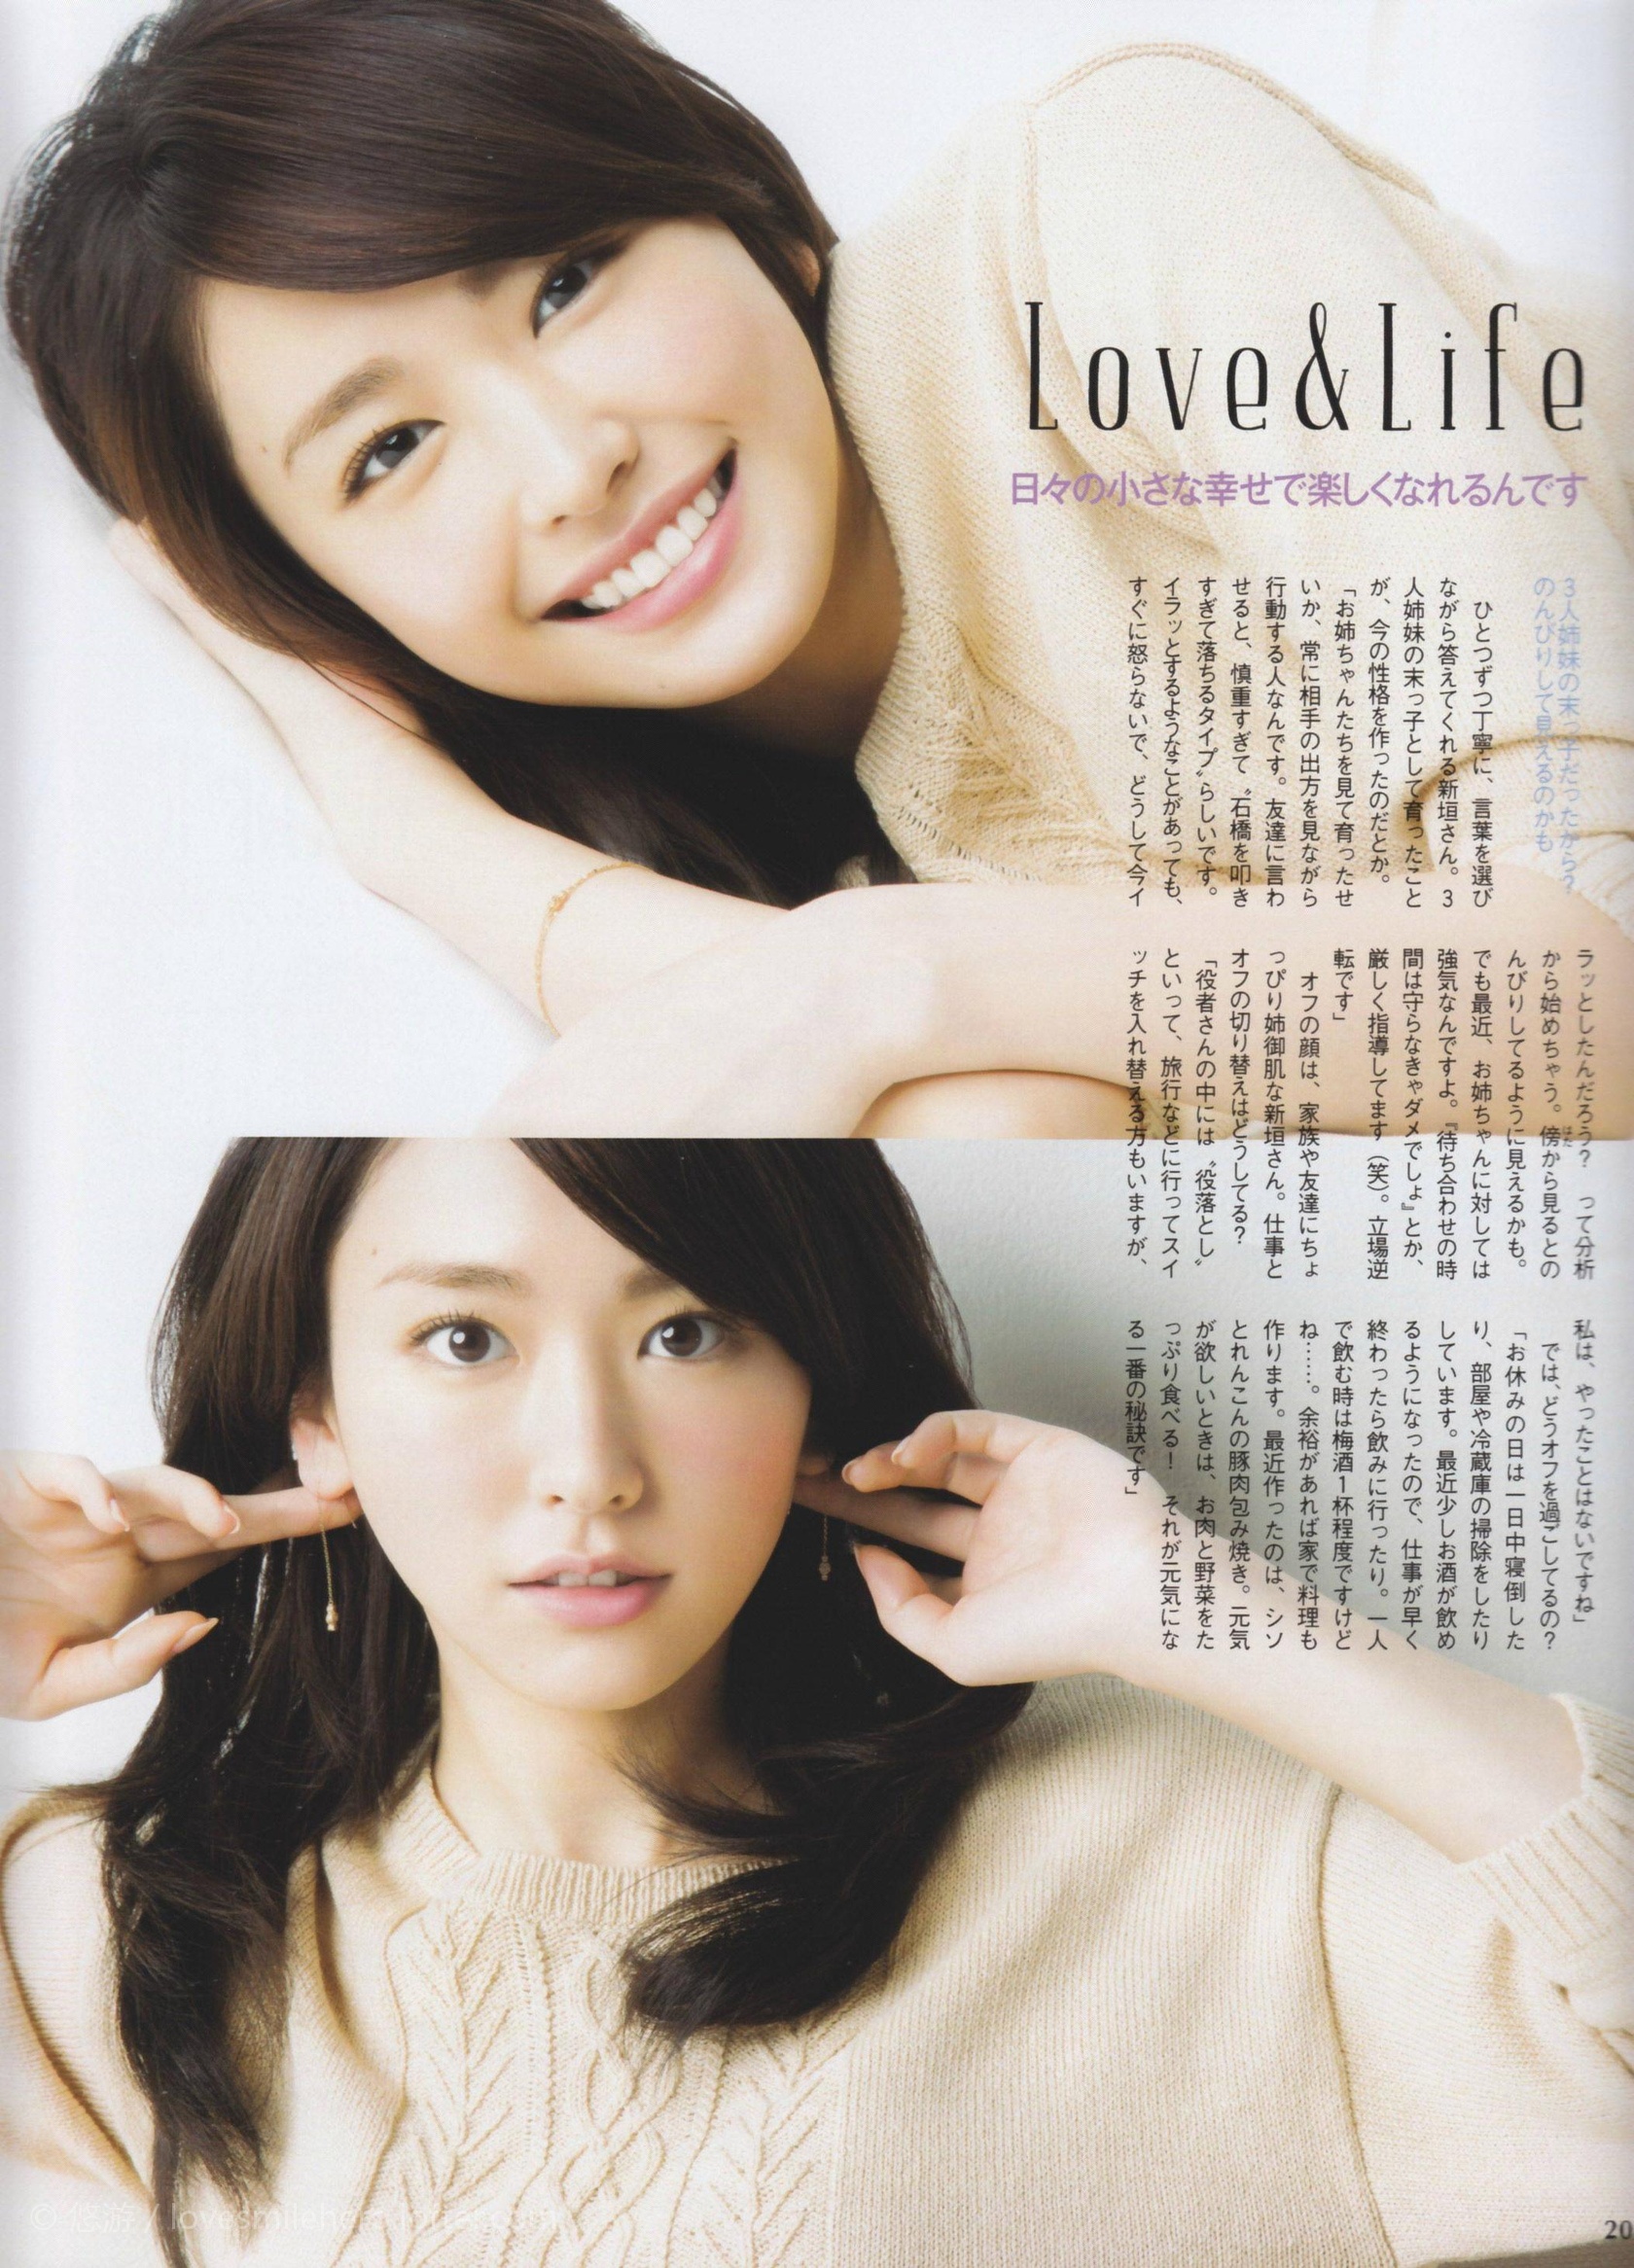 Love&Life
日々の小さな幸せで楽しくなれるんです
3人姉妹の末っ子だったから?
のんびりして見えるのかも
ひとつずつ丁寧に、言葉を選び
ながら答えてくれる新垣さん。3
人姉妹の末っ子として育ったこと
が、今の性格を作ったのだとか。
「お姉ちゃんたちを見て育ったせ
いか、常に相手の出方を見ながら
行動する人なんです。友達に言わ
せると、慎重すぎて〝石橋を叩き
すぎて落ちるタイプ〟らしいです。
イラッとするようなことがあっても、
すぐに怒らないで、どうして今イ
ラッとしたんだろう? って分析
から始めちゃう。傍から見るとの
んびりしてるように見えるかも。
でも最近、お姉ちゃんに対しては
強気なんですよ。『待ち合わせの時
間は守らなきゃダメでしょ』とか、
厳しく指導してます(笑)。立場逆
転です」
オフの顔は、家族や友達にちょ
っぴり姉御肌な新垣さん。仕事と
オフの切り替えはどうしてる?
「役者さんの中には〝役落とし〟
といって、旅行などに行ってスイ
ッチを入れ替える方もいますが、
私は、やったことはないですね」
では、どうオフを過ごしてるの?
「お休みの日は一日中寝倒した
り、部屋や冷蔵庫の掃除をしたり
しています。最近少しお酒が飲め
るようになったので、仕事が早く
終わったら飲みに行ったり。一人
で飲む時は梅酒1杯程度ですけど
ね……。余裕があれば家で料理も
作ります。最近作ったのは、シソ
とれんこんの豚肉包み焼き。元気
が欲しいときは、お肉と野菜をた
っぷり食べる! それが元気にな
る一番の秘訣です」
20
© 悠游 /